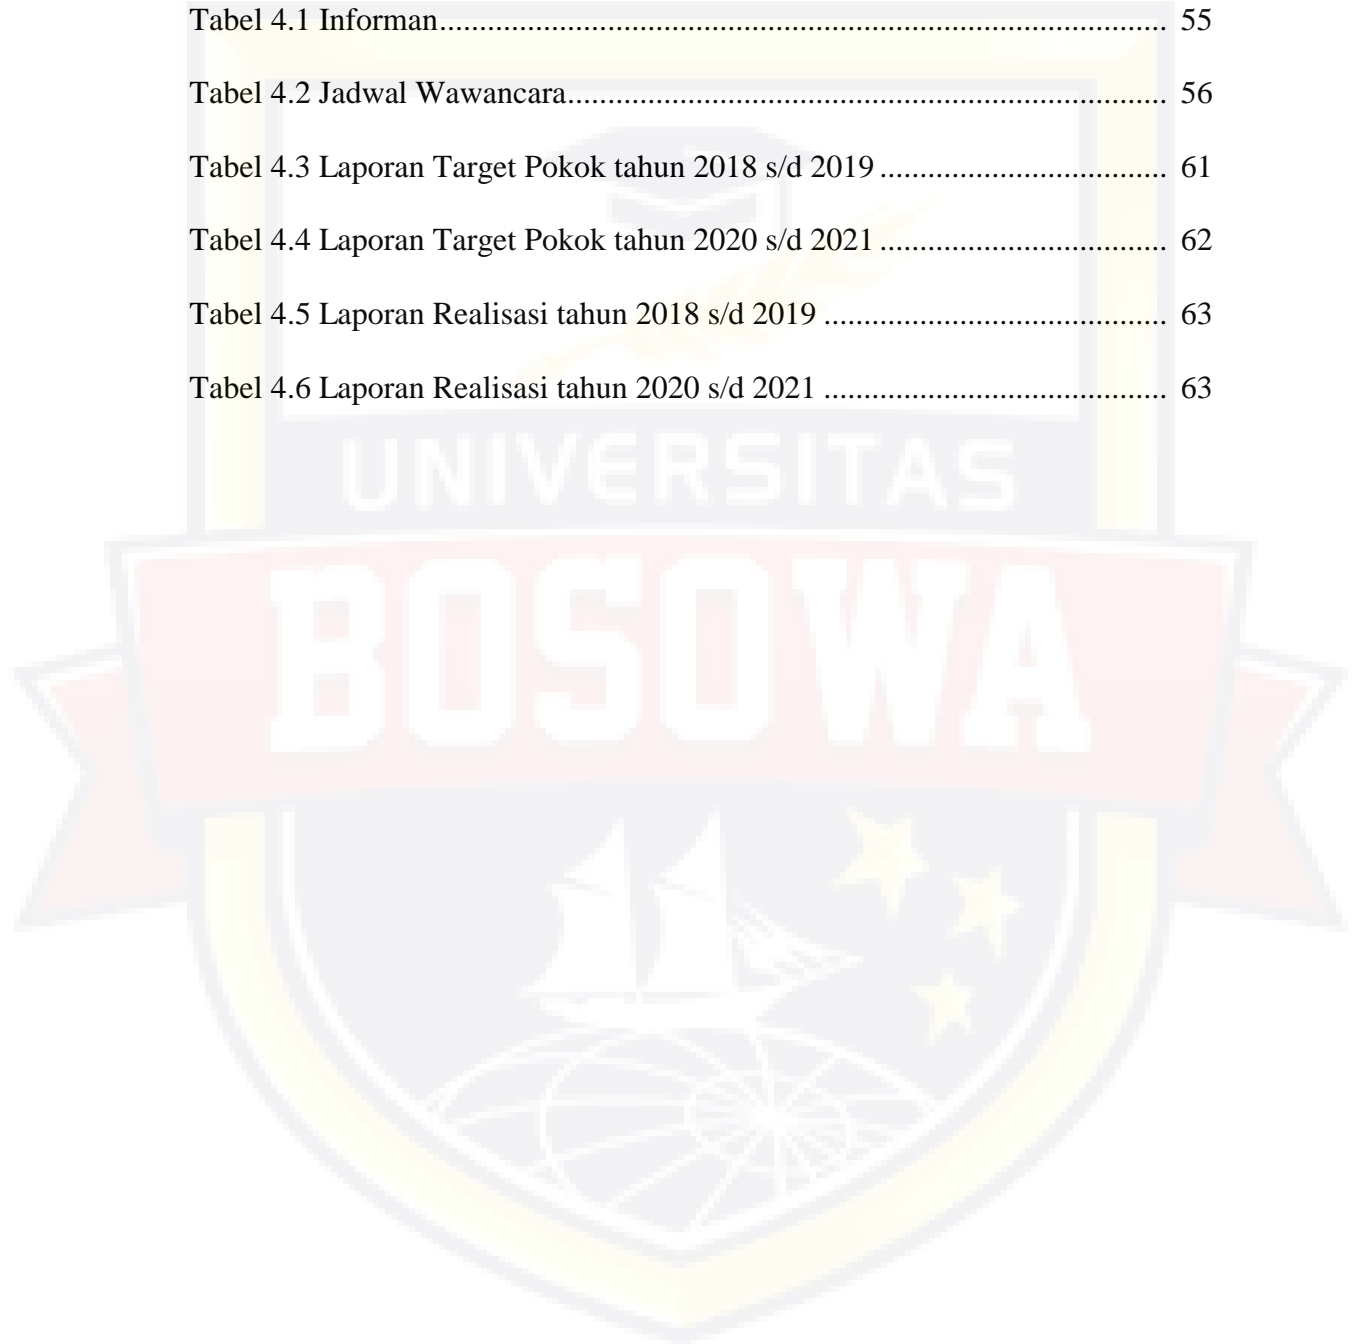 Tabel 4.1 Informan.......................................................................................... 55
Tabel 4.2 Jadwal Wawancara.......................................................................... 56
Tabel 4.3 Laporan Target Pokok tahun 2018 s/d 2019 ................................... 61
Tabel 4.4 Laporan Target Pokok tahun 2020 s/d 2021 ................................... 62
Tabel 4.5 Laporan Realisasi tahun 2018 s/d 2019 .......................................... 63
Tabel 4.6 Laporan Realisasi tahun 2020 s/d 2021 .......................................... 63
UNIVERSITAS
BOSOWA